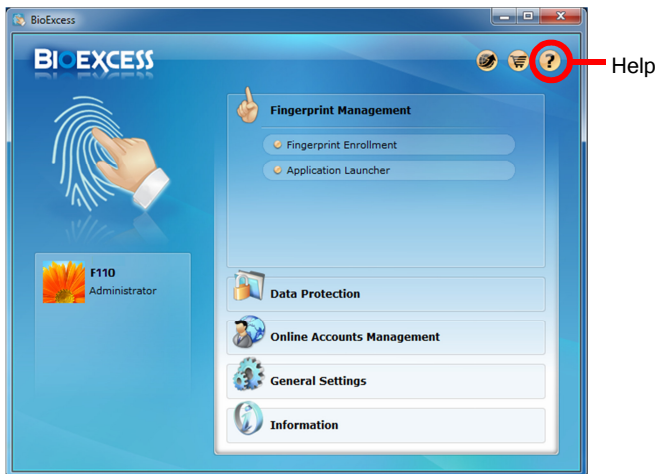 BioExcess
BIOEXCESS
?
Help
Fingerprint Management
Fingerprint Enrollment
Application Launcher
F110
Administrator
Data Protection
Online Accounts Management
General Settings
Information